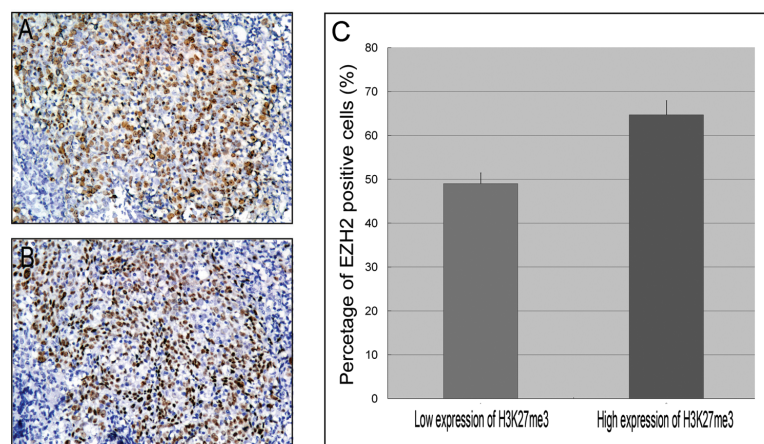 A
B
C
Percetage of EZH2 positive cells (%)
80
70
60
50
40
30
20
10
0
Low expression of H3K27me3
High expression of H3K27me3